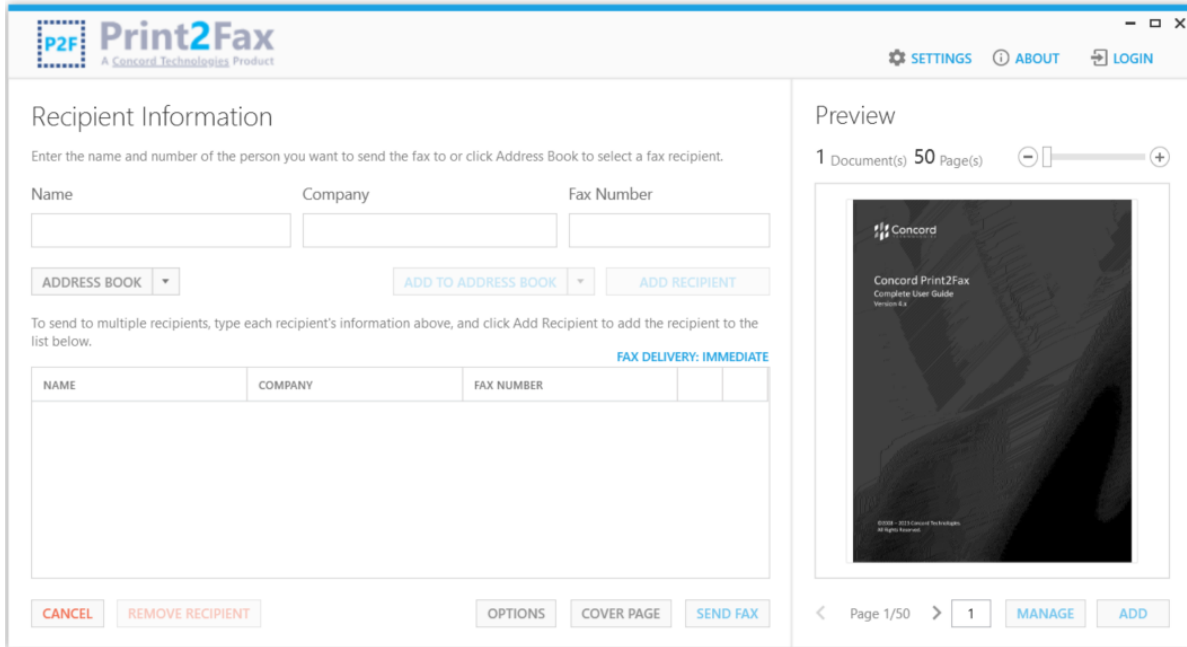 P2F
Print2Fax
A Concord Technologies Product
SETTINGS
ABOUT
LOGIN
Recipient Information
Enter the name and number of the person you want to send the fax to or click Address Book to select a fax recipient.
Name
Company
Fax Number
ADDRESS BOOK
ADD TO ADDRESS BOOK
ADD RECIPIENT
To send to multiple recipients, type each recipient's information above, and click Add Recipient to add the recipient to the
list below.
FAX DELIVERY: IMMEDIATE
NAME
COMPANY
FAX NUMBER
CANCEL
REMOVE RECIPIENT
OPTIONS
COVER PAGE
SEND FAX
Preview
1 Document(s) 50 Page(s)
Concord
Concord Print2Fax
Complete User Guide
Concord Technologies
All Rights Reserved.
Page 1/50
1
MANAGE
ADD